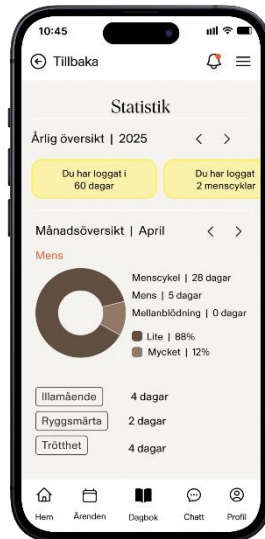 10:45
Tillbaka
Statistik
Årlig översikt | 2025
Du har loggat i
60 dagar
Du har loggat
2 menscyklar
Månadsöversikt | April
Mens
Menscykel | 28 dagar
Mens | 5 dagar
Mellanblödning | 0 dagar
Lite | 88%
Mycket | 12%
Illamående 4 dagar
Ryggsmärta 2 dagar
Trötthet 4 dagar
Hem Ärenden Dagbok Chatt Profil